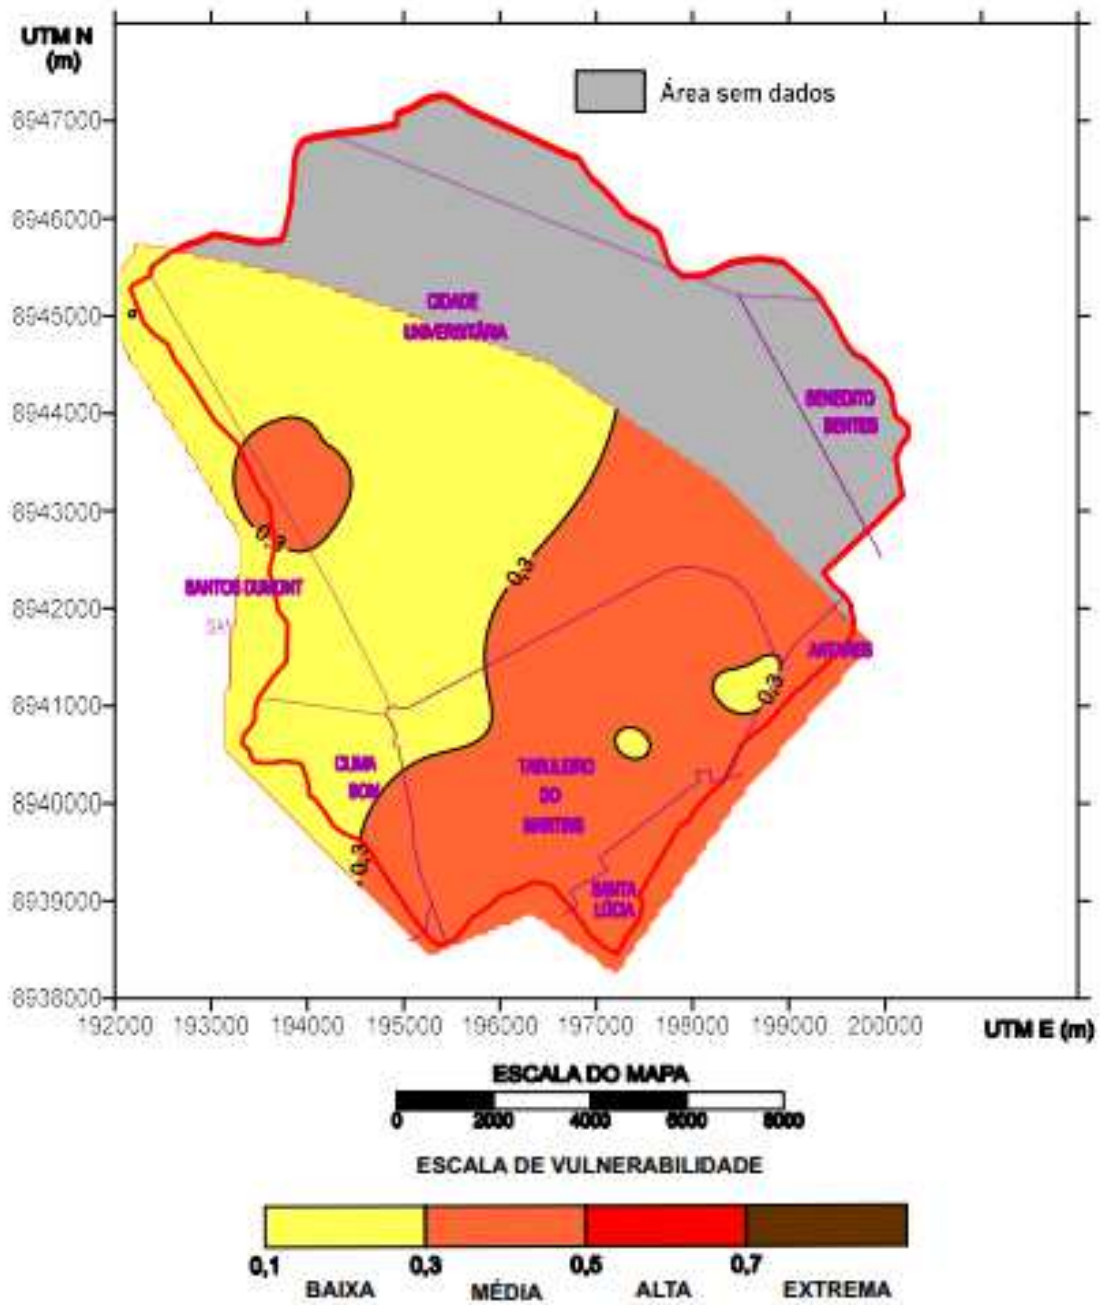 UTM N
(m)
Área sem dados
8947000
8946000
CIDADE
UNIVERSITÁRIA
8945000
BENEDITO
BENTES
8944000
8943000
0,3
0,3
SANTOS DUMONT
8942000
ANTARES
0,3
8941000
CLIMA
BOM
TABULEIRO
DO
MARTINS
8940000
0,3
SANTA
LÚCIA
8939000
8938000
192000 193000 194000 195000 196000 197000 198000 199000 200000
UTM E (m)
ESCALA DO MAPA
0 2000 4000 6000 8000
ESCALA DE VULNERABILIDADE
0,1 0,3 0,5 0,7
BAIXA MÉDIA ALTA EXTREMA